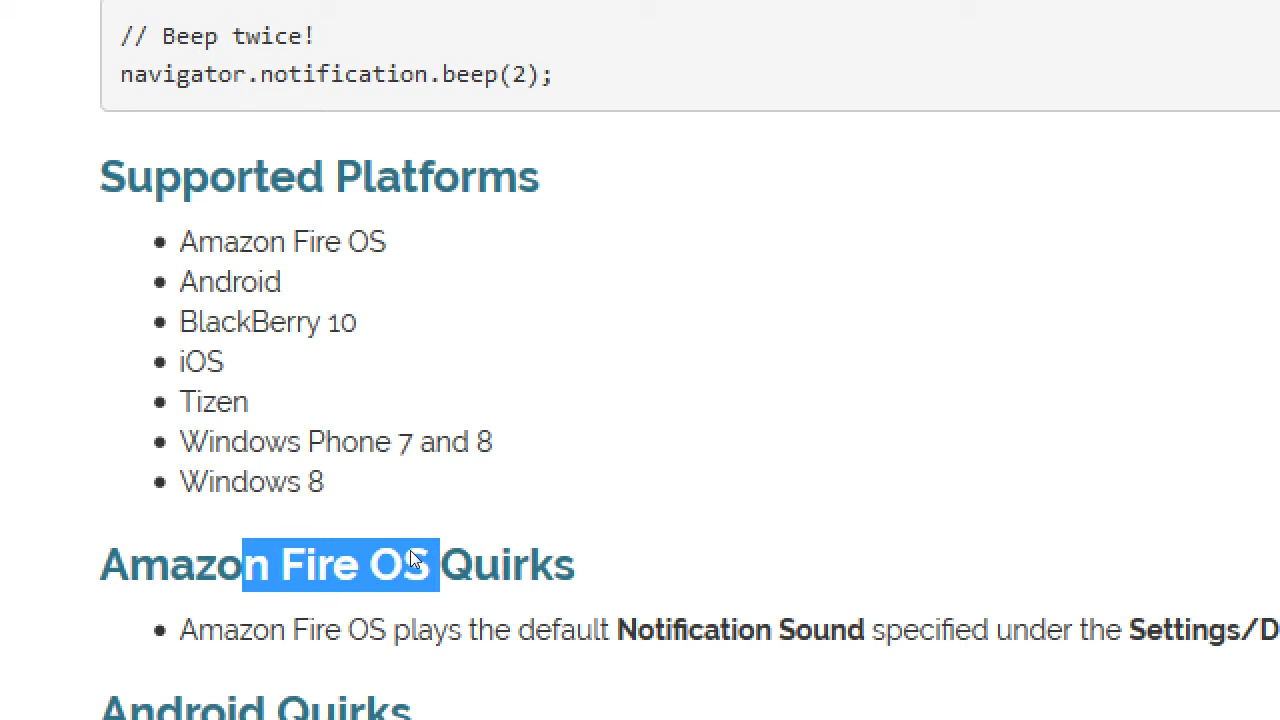 // Beep twice!
navigator.notification.beep(2);
Supported Platforms
Amazon Fire OS
Android
BlackBerry 10
iOS
Tizen
Windows Phone 7 and 8
Windows 8
Amazon Fire OS Quirks
Amazon Fire OS plays the default Notification Sound specified under the Settings/D
Android Quirks